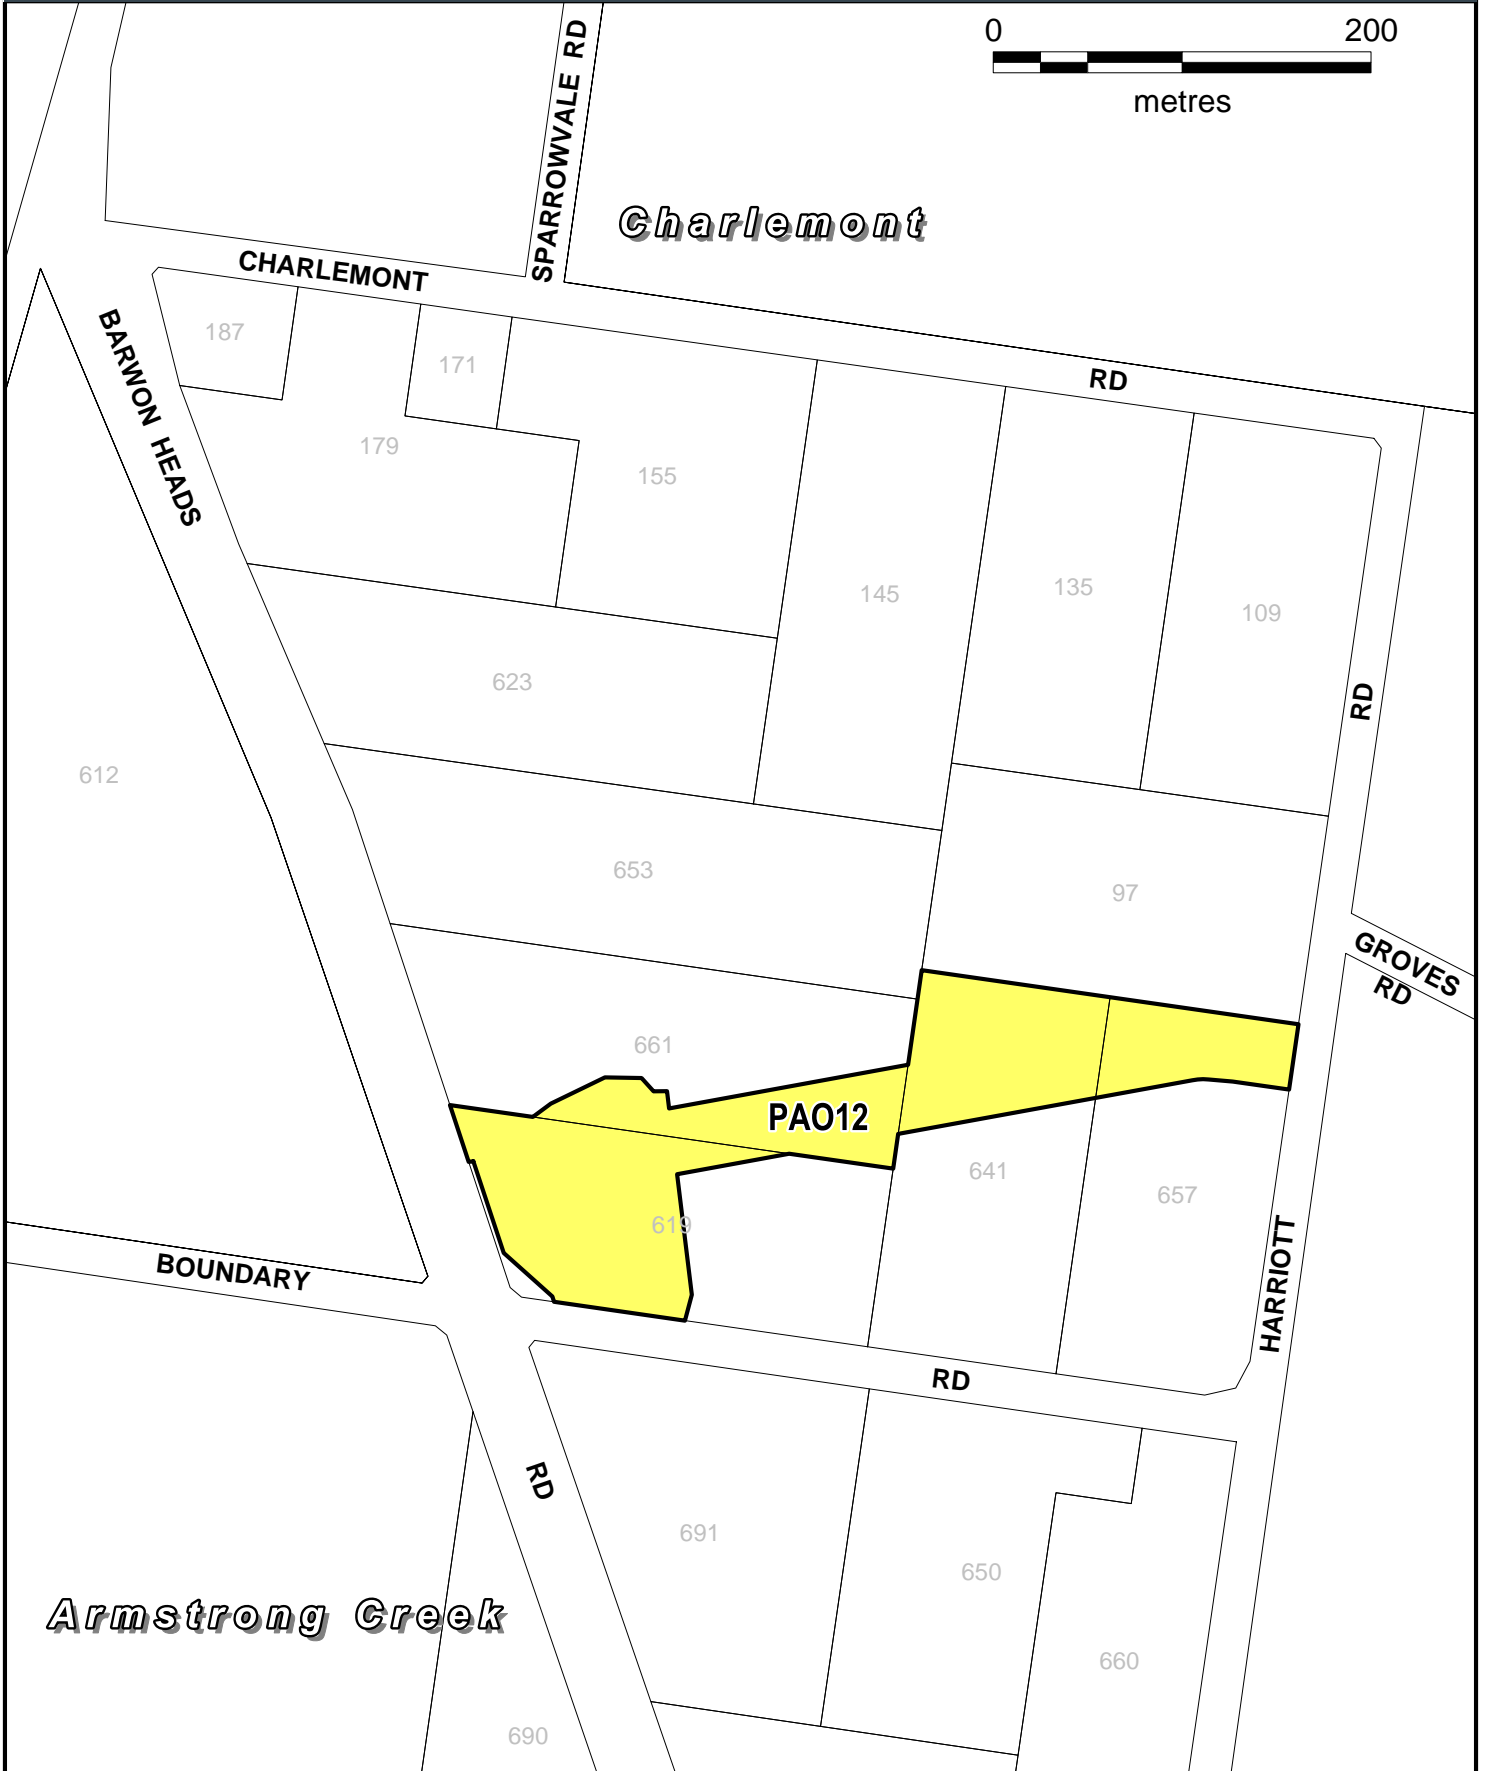 0 200
metres
SPARROWVALE RD
Charlemont
CHARLEMONT
RD
BARWON HEADS
187
171
179
155
145
135
109
623
RD
612
653
97
GROVES
RD
661
PAO12
641
657
619
HARRIOTT
BOUNDARY
RD
RD
691
650
Armstrong Creek
660
690